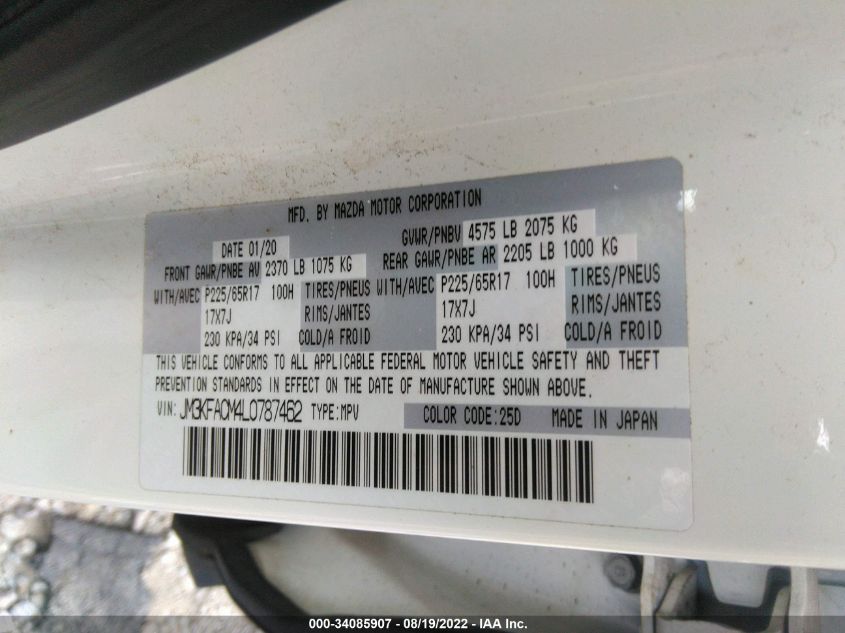 MFD. BY MAZDA MOTOR CORPORATION
DATE 01/20 GVWR/PNBV 4575 LB 2075 KG
FRONT GAWR/PNBE AV 2370 LB 1075 KG REAR GAWR/PNBE AR 2205 LB 1000 KG
WITH/AVEC P225/65R17 100H TIRES/PNEUS WITH/AVEC P225/65R17 100H TIRES/PNEUS
17X7J RIMS/JANTES 17X7J RIMS/JANTES
230 KPA/34 PSI COLD/A FROID 230 KPA/34 PSI COLD/A FROID
THIS VEHICLE CONFORMS TO ALL APPLICABLE FEDERAL MOTOR VEHICLE SAFETY AND THEFT
PREVENTION STANDARDS IN EFFECT ON THE DATE OF MANUFACTURE SHOWN ABOVE.
VIN: JM3KFACM4L0787462 TYPE:MPV COLOR CODE:25D MADE IN JAPAN
000-34085907 - 08/19/2022 - IAA Inc.